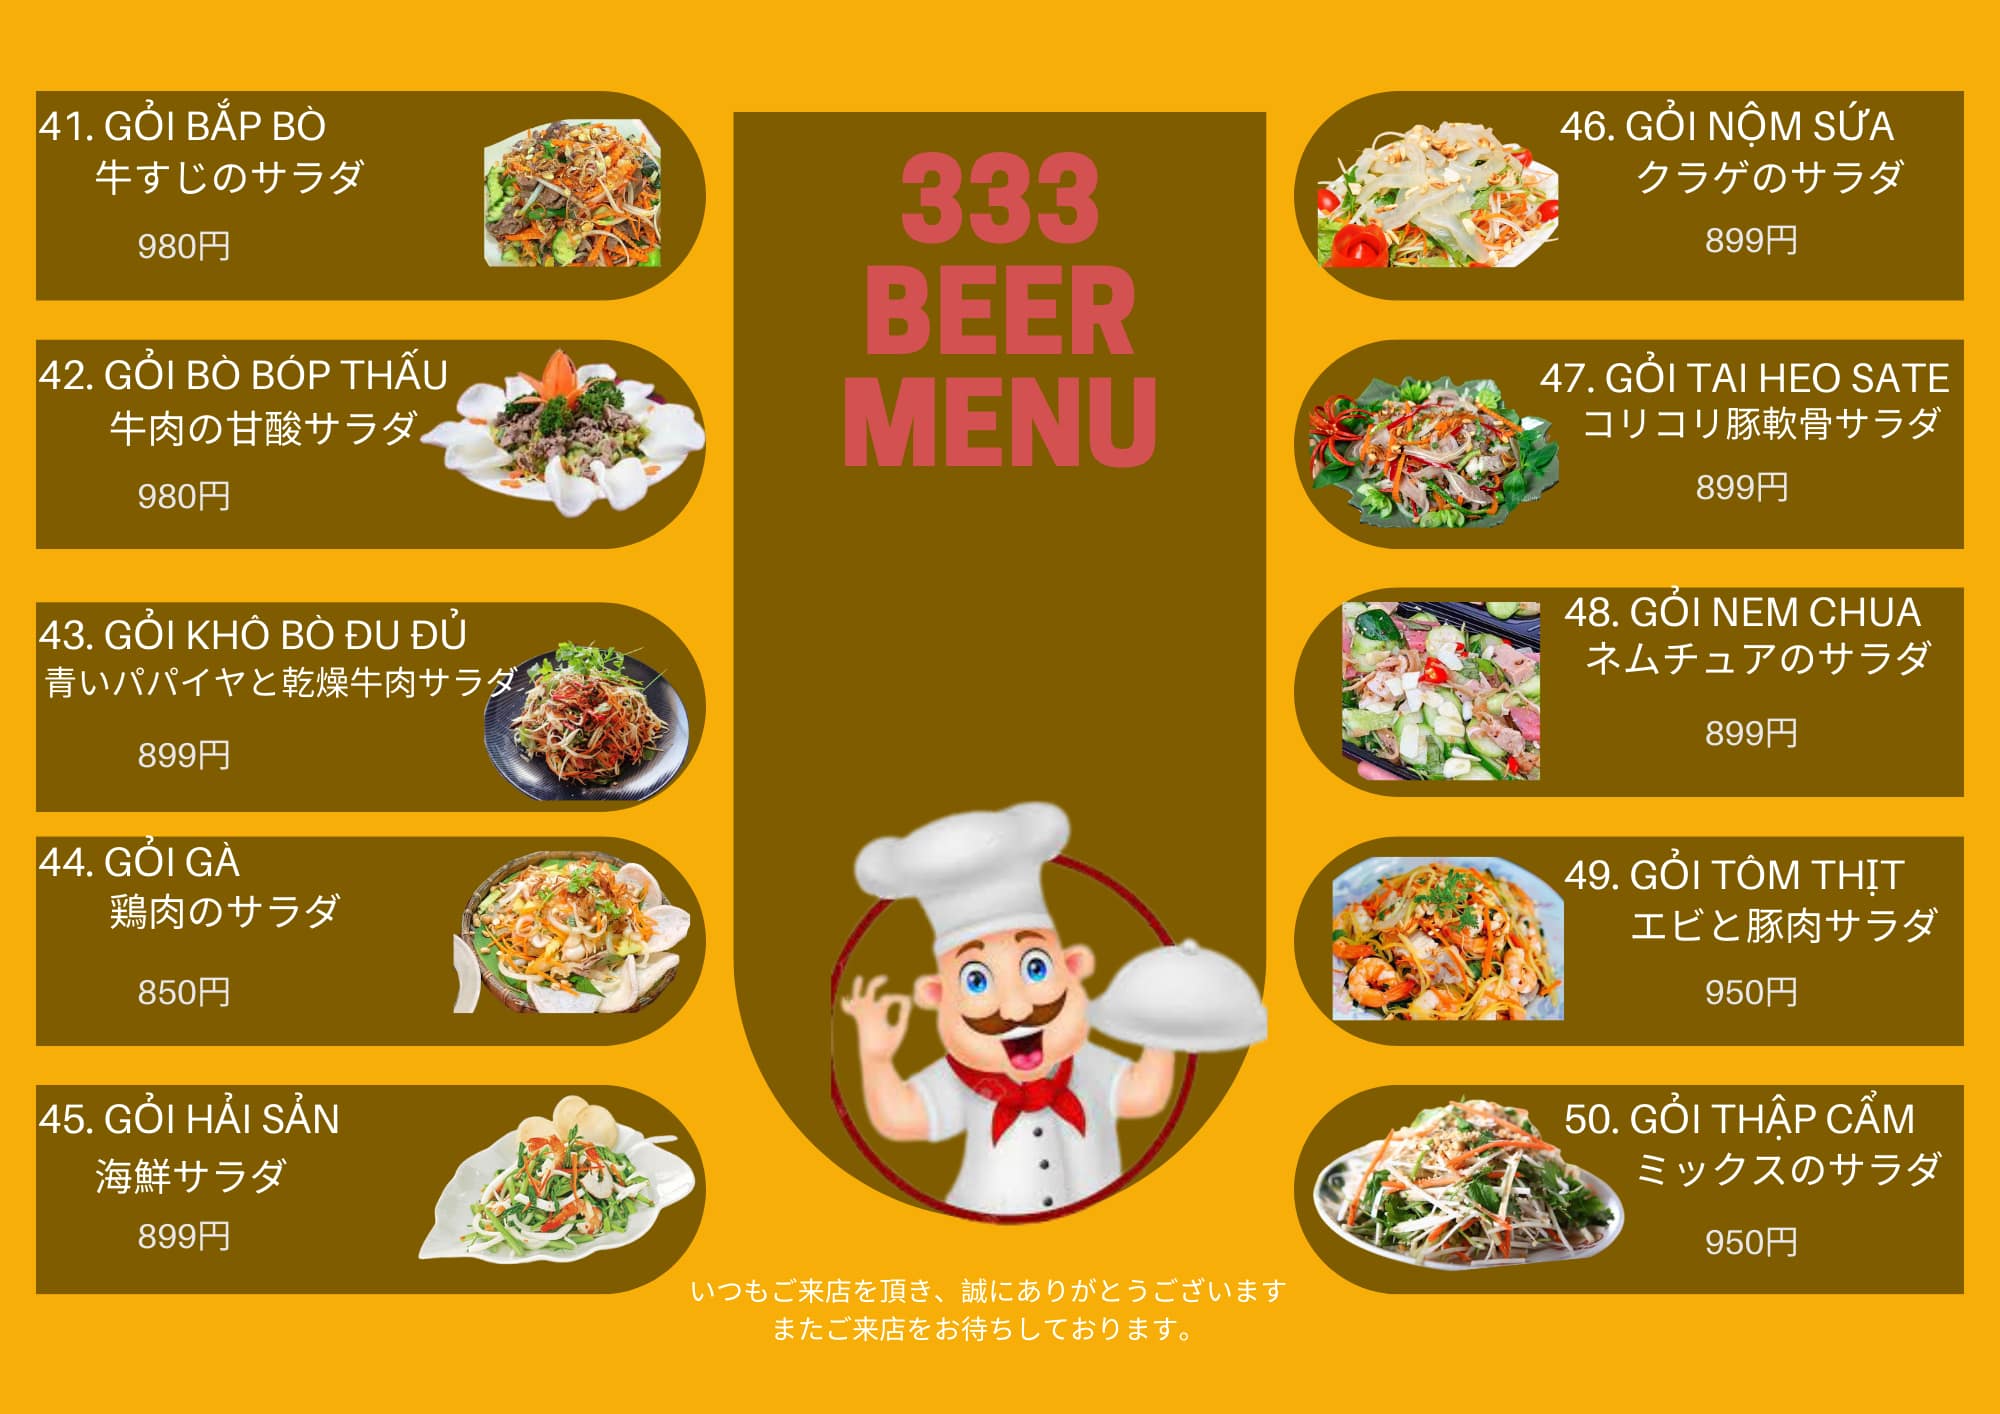 41. GỎI BẮP BÒ
牛すじのサラダ
980円
42. GỎI BÒ BÓP THẤU
牛肉の甘酸サラダ
980円
43. GỎI KHÔ BÒ ĐU ĐỦ
青いパパイヤと乾燥牛肉サラダ
899円
44. GỎI GÀ
鶏肉のサラダ
850円
45. GỎI HẢI SẢN
海鮮サラダ
899円
333
BEER
MENU
46. GỎI NỘM SỨA
クラゲのサラダ
899円
47. GỎI TAI HEO SATE
コリコリ豚軟骨サラダ
899円
48. GỎI NEM CHUA
ネムチュアのサラダ
899円
49. GỎI TÔM THỊT
エビと豚肉サラダ
950円
50. GỎI THẬP CẨM
ミックスのサラダ
950円
いつもご来店を頂き、誠にありがとうございます
またご来店をお待ちしております。